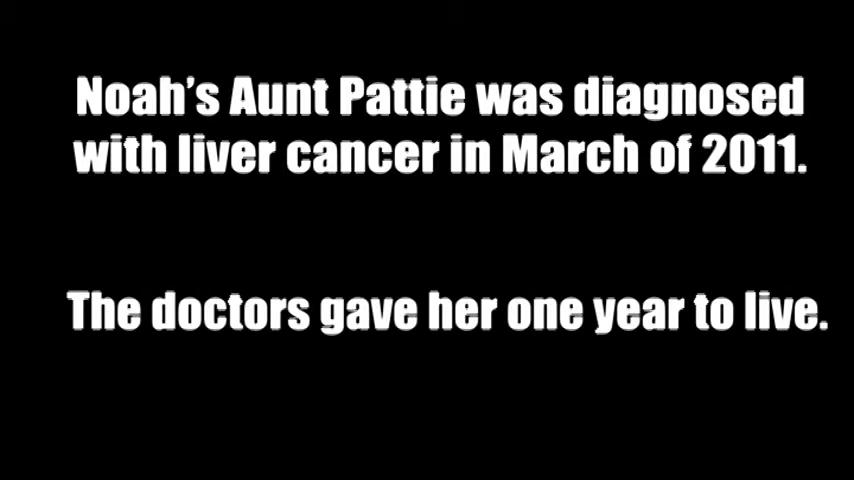 Noah’s Aunt Pattie was diagnosed
with liver cancer in March of 2011.
The doctors gave her one year to live.